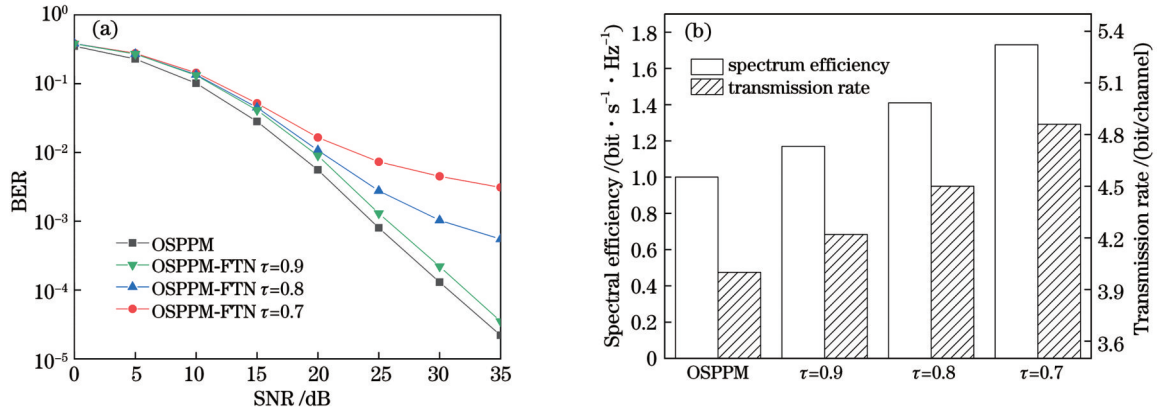 (a)
10⁰
10⁻¹
10⁻²
10⁻³
10⁻⁴
10⁻⁵
BER
OSPPM
OSPPM-FTN τ=0.9
OSPPM-FTN τ=0.8
OSPPM-FTN τ=0.7
0 5 10 15 20 25 30 35
SNR /dB
(b)
1.8
1.6
1.4
1.2
1.0
0.8
0.6
0.4
0.2
0
Spectral efficiency /(bit · s⁻¹ · Hz⁻¹)
spectrum efficiency
transmission rate
5.4
5.1
4.8
4.5
4.2
3.9
3.6
Transmission rate /(bit/channel)
OSPPM τ=0.9 τ=0.8 τ=0.7